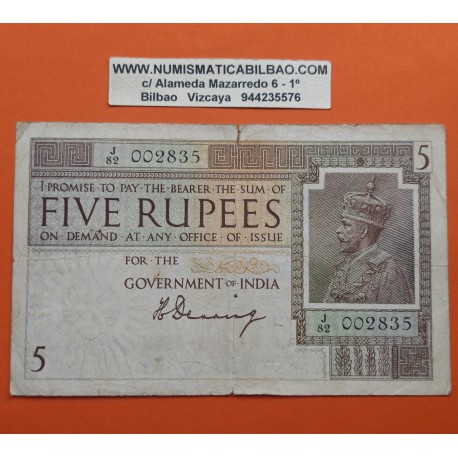 WWW.NUMISMATICABILBAO.COM
c/ Alameda Mazarredo 6 - 1º
Bilbao Vizcaya 944235576
J/82 002835
5
I PROMISE TO PAY THE BEARER THE SUM OF
FIVE RUPEES
ON DEMAND AT ANY OFFICE OF ISSUE
FOR THE
GOVERNMENT OF INDIA
H Denning
J/82 002835
5